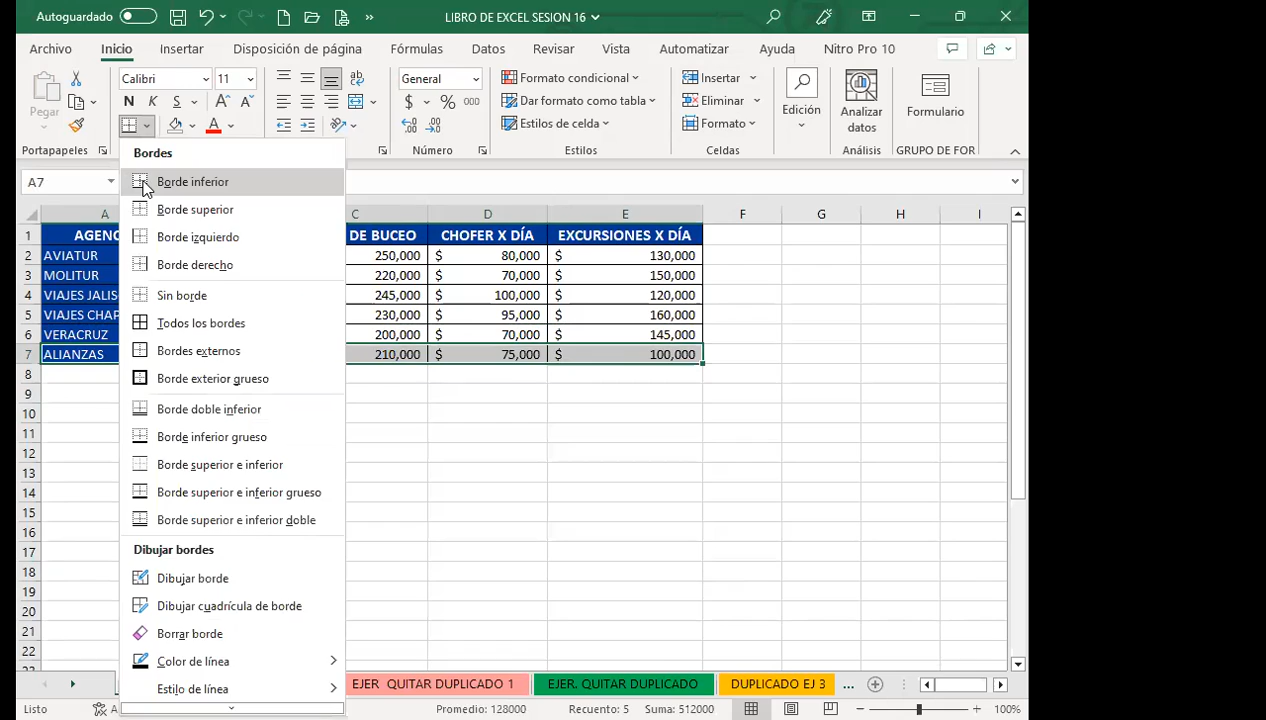 Autoguardado
LIBRO DE EXCEL SESION 16
Archivo Inicio Insertar Disposición de página Fórmulas Datos Revisar Vista Automatizar Ayuda Nitro Pro 10
Pegar
Calibri 11
N K S
General
$ % 000
Formato condicional
Dar formato como tabla
Estilos de celda
Insertar
Eliminar
Formato
Edición
Analizar datos
Formulario
Portapapeles Número Estilos Celdas Análisis GRUPO DE FOR
Bordes
Borde inferior
Borde superior
Borde izquierdo
Borde derecho
Sin borde
Todos los bordes
Bordes externos
Borde exterior grueso
Borde doble inferior
Borde inferior grueso
Borde superior e inferior
Borde superior e inferior grueso
Borde superior e inferior doble
Dibujar bordes
Dibujar borde
Dibujar cuadrícula de borde
Borrar borde
Color de línea
Estilo de línea
A7
A C D E F G H I
1 AGENC DE BUCEO CHOFER X DÍA EXCURSIONES X DÍA
2 AVIATUR 250,000 $ 80,000 $ 130,000
3 MOLITUR 220,000 $ 70,000 $ 150,000
4 VIAJES JALIS 245,000 $ 100,000 $ 120,000
5 VIAJES CHAP 230,000 $ 95,000 $ 160,000
6 VERACRUZ 200,000 $ 70,000 $ 145,000
7 ALIANZAS 210,000 $ 75,000 $ 100,000
8
9
10
11
12
13
14
15
16
17
18
19
20
21
22
EJER QUITAR DUPLICADO 1 EJER. QUITAR DUPLICADO DUPLICADO EJ 3 ...
Listo Promedio: 128000 Recuento: 5 Suma: 512000 100%